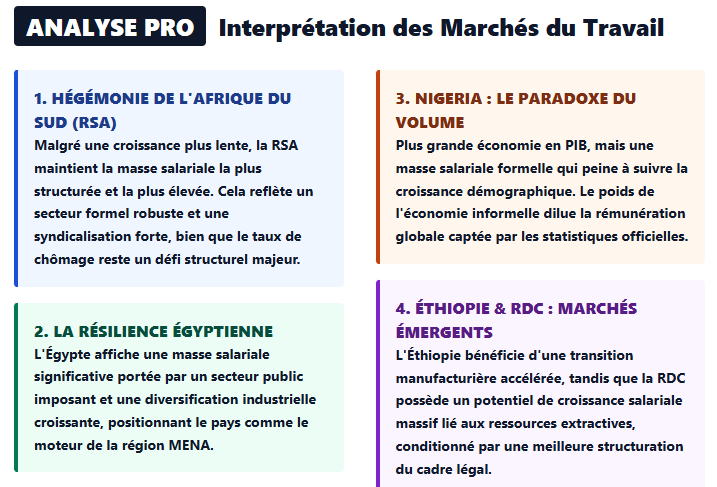 ANALYSE PRO Interprétation des Marchés du Travail
1. HÉGÉMONIE DE L'AFRIQUE DU
SUD (RSA)
Malgré une croissance plus lente, la RSA
maintient la masse salariale la plus
structurée et la plus élevée. Cela reflète un
secteur formel robuste et une
syndicalisation forte, bien que le taux de
chômage reste un défi structurel majeur.
2. LA RÉSILIENCE ÉGYPTIENNE
L'Égypte affiche une masse salariale
significative portée par un secteur public
imposant et une diversification industrielle
croissante, positionnant le pays comme le
moteur de la région MENA.
3. NIGERIA : LE PARADOXE DU
VOLUME
Plus grande économie en PIB, mais une
masse salariale formelle qui peine à suivre la
croissance démographique. Le poids de
l'économie informelle dilue la rémunération
globale captée par les statistiques officielles.
4. ÉTHIOPIE & RDC : MARCHÉS
ÉMERGENTS
L'Éthiopie bénéficie d'une transition
manufacturière accélérée, tandis que la RDC
possède un potentiel de croissance salariale
massif lié aux ressources extractives,
conditionné par une meilleure structuration
du cadre légal.